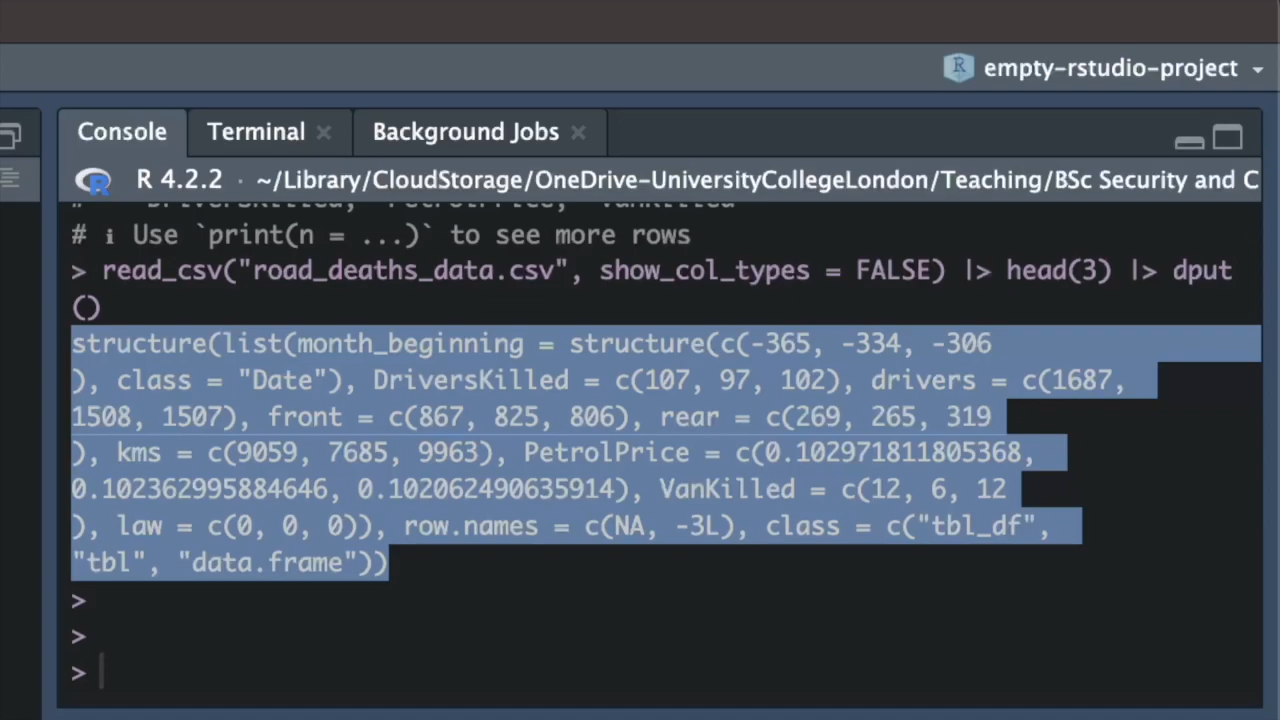 empty-rstudio-project
Console Terminal Background Jobs
R 4.2.2 · ~/Library/CloudStorage/OneDrive-UniversityCollegeLondon/Teaching/BSc Security and C
# DriversKilled, PetrolPrice, VanKilled
# ℹ Use `print(n = ...)` to see more rows
> read_csv("road_deaths_data.csv", show_col_types = FALSE) |> head(3) |> dput
()
structure(list(month_beginning = structure(c(-365, -334, -306
), class = "Date"), DriversKilled = c(107, 97, 102), drivers = c(1687,
1508, 1507), front = c(867, 825, 806), rear = c(269, 265, 319
), kms = c(9059, 7685, 9963), PetrolPrice = c(0.102971811805368,
0.102362995884646, 0.102062490635914), VanKilled = c(12, 6, 12
), law = c(0, 0, 0)), row.names = c(NA, -3L), class = c("tbl_df",
"tbl", "data.frame"))
>
>
>